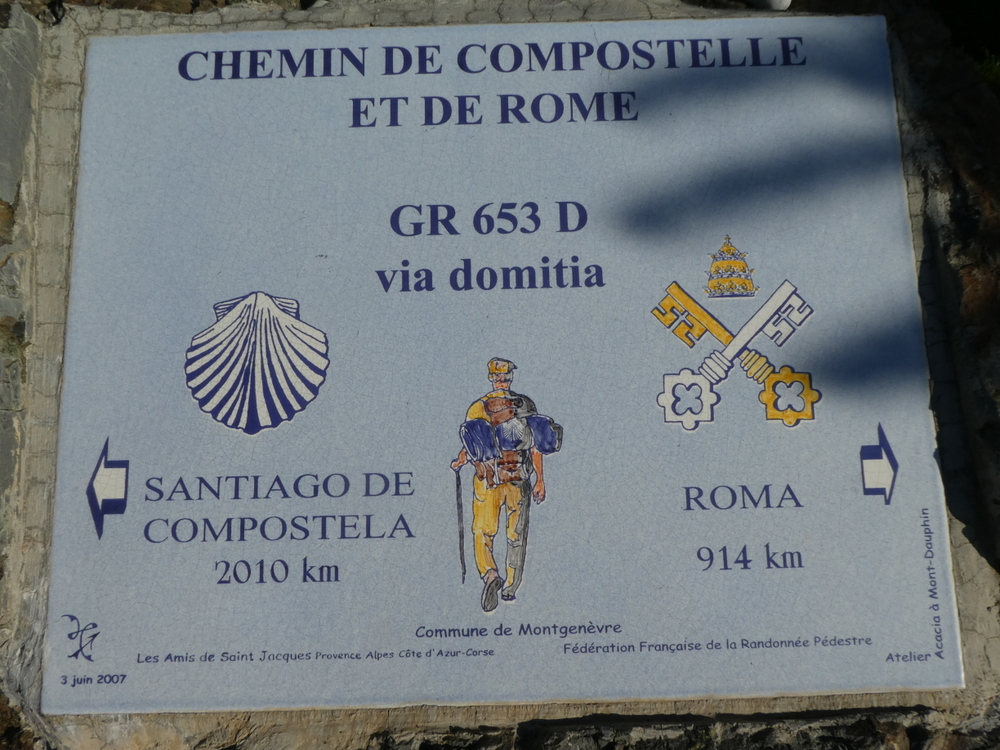 CHEMIN DE COMPOSTELLE
ET DE ROME
GR 653 D
via domitia
SANTIAGO DE
COMPOSTELA
2010 km
ROMA
914 km
Commune de Montgenèvre
Les Amis de Saint Jacques Provence Alpes Côte d'Azur-Corse
Fédération Française de la Randonnée Pédestre
3 juin 2007
Atelier Acacia à Mont-Dauphin